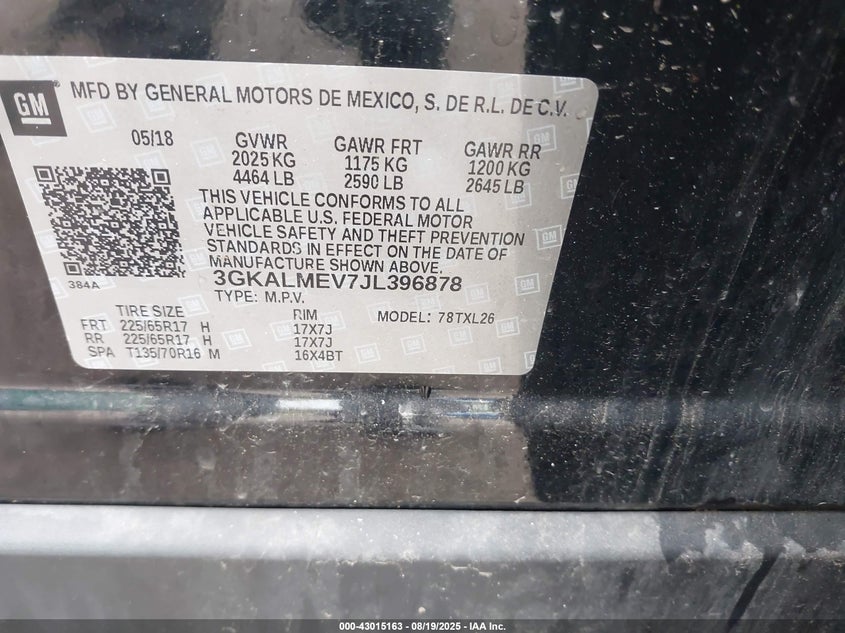 GM
MFD BY GENERAL MOTORS DE MEXICO, S. DE R.L. DE C.V.
05/18 GVWR GAWR FRT GAWR RR
2025 KG 1175 KG 1200 KG
4464 LB 2590 LB 2645 LB
THIS VEHICLE CONFORMS TO ALL
APPLICABLE U.S. FEDERAL MOTOR
VEHICLE SAFETY AND THEFT PREVENTION
STANDARDS IN EFFECT ON THE DATE OF
MANUFACTURE SHOWN ABOVE.
384A
3GKALMEV7JL396878
TYPE: M.P.V.
TIRE SIZE RIM MODEL: 78TXL26
FRT 225/65R17 H 17X7J
RR 225/65R17 H 17X7J
SPA T135/70R16 M 16X4BT
000-43015163 - 08/19/2025 - IAA Inc.